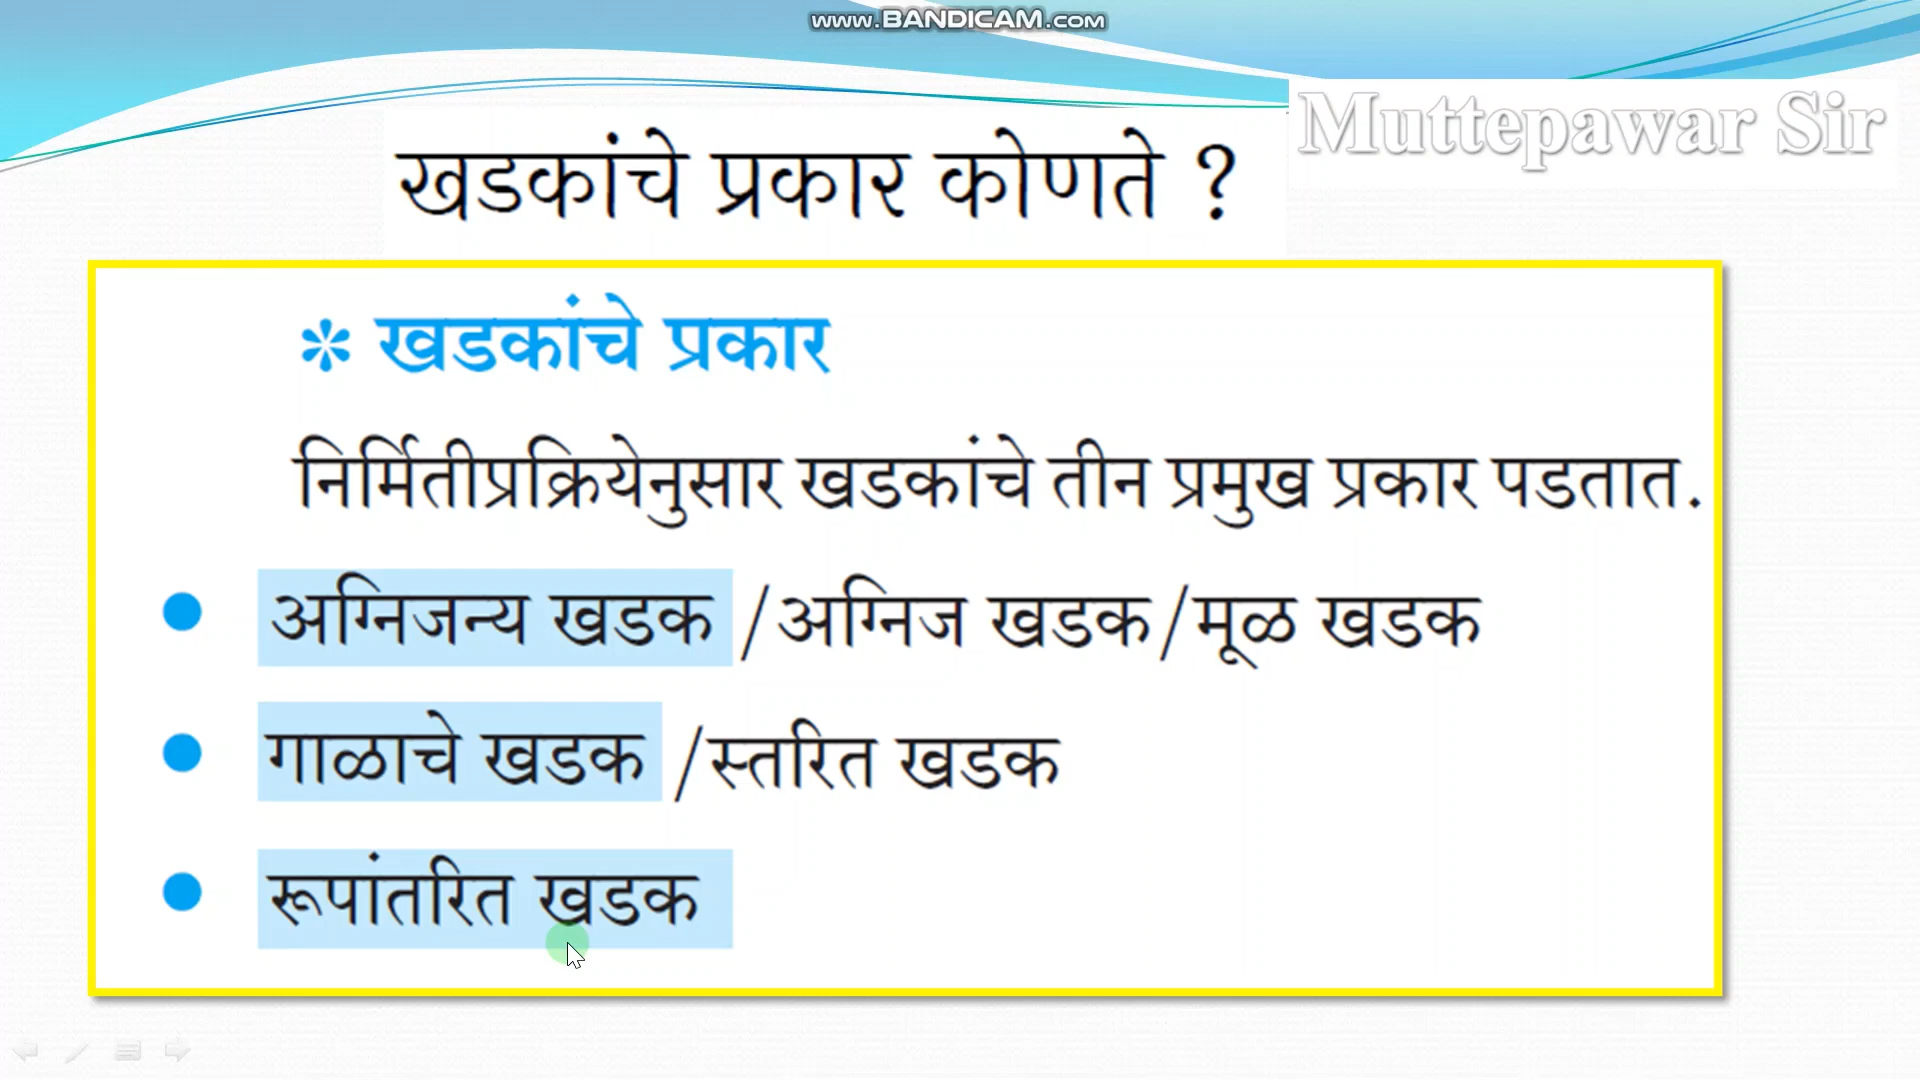 www.BANDICAM.com
Muttepawar Sir
खडकांचे प्रकार कोणते ?
* खडकांचे प्रकार
निर्मितीप्रक्रियेनुसार खडकांचे तीन प्रमुख प्रकार पडतात.
● अग्निजन्य खडक /अग्निज खडक/मूळ खडक
● गाळाचे खडक /स्तरित खडक
● रूपांतरित खडक